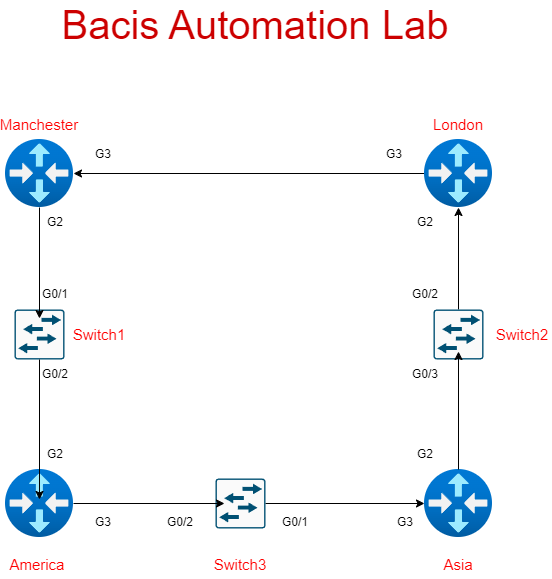 Bacis Automation Lab
Manchester
London
G3
G3
G2
G2
G0/1
G0/2
Switch1
Switch2
G0/2
G0/3
G2
G2
G3
G0/2
G0/1
G3
America
Switch3
Asia